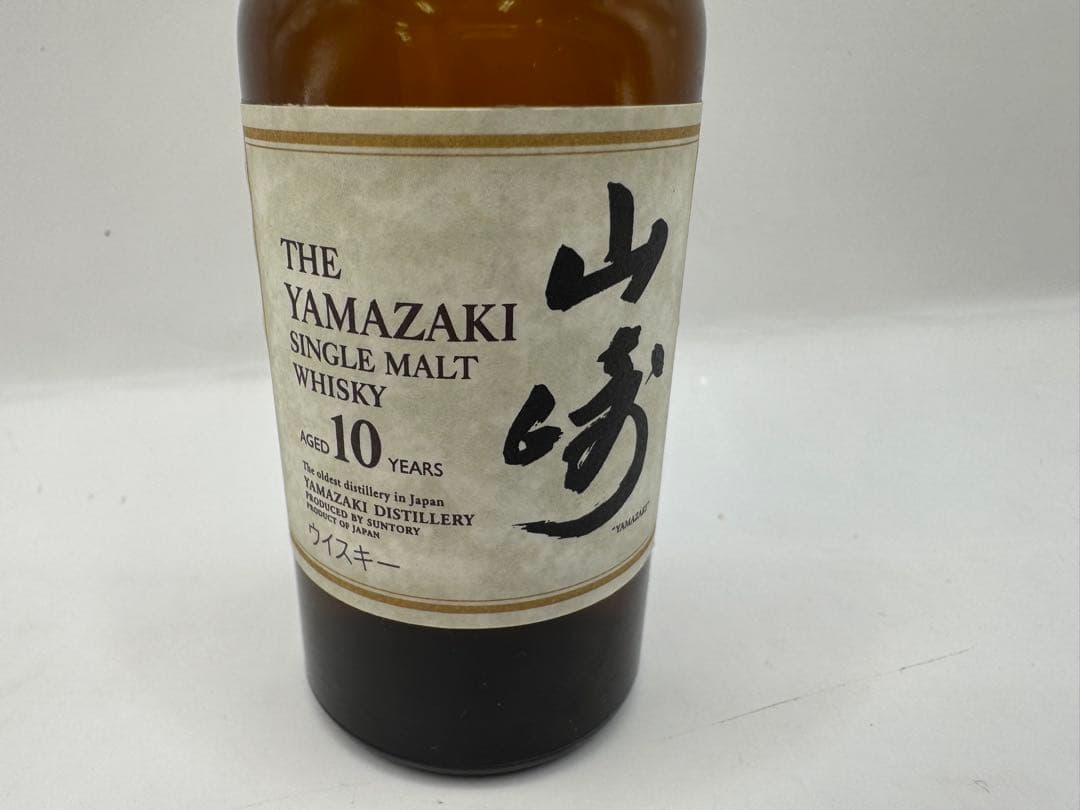 THE
YAMAZAKI
SINGLE MALT
WHISKY
AGED 10 YEARS
The oldest distillery in Japan
YAMAZAKI DISTILLERY
PRODUCED BY SUNTORY
PRODUCT OF JAPAN
ウイスキー
山崎
"YAMAZAKI"